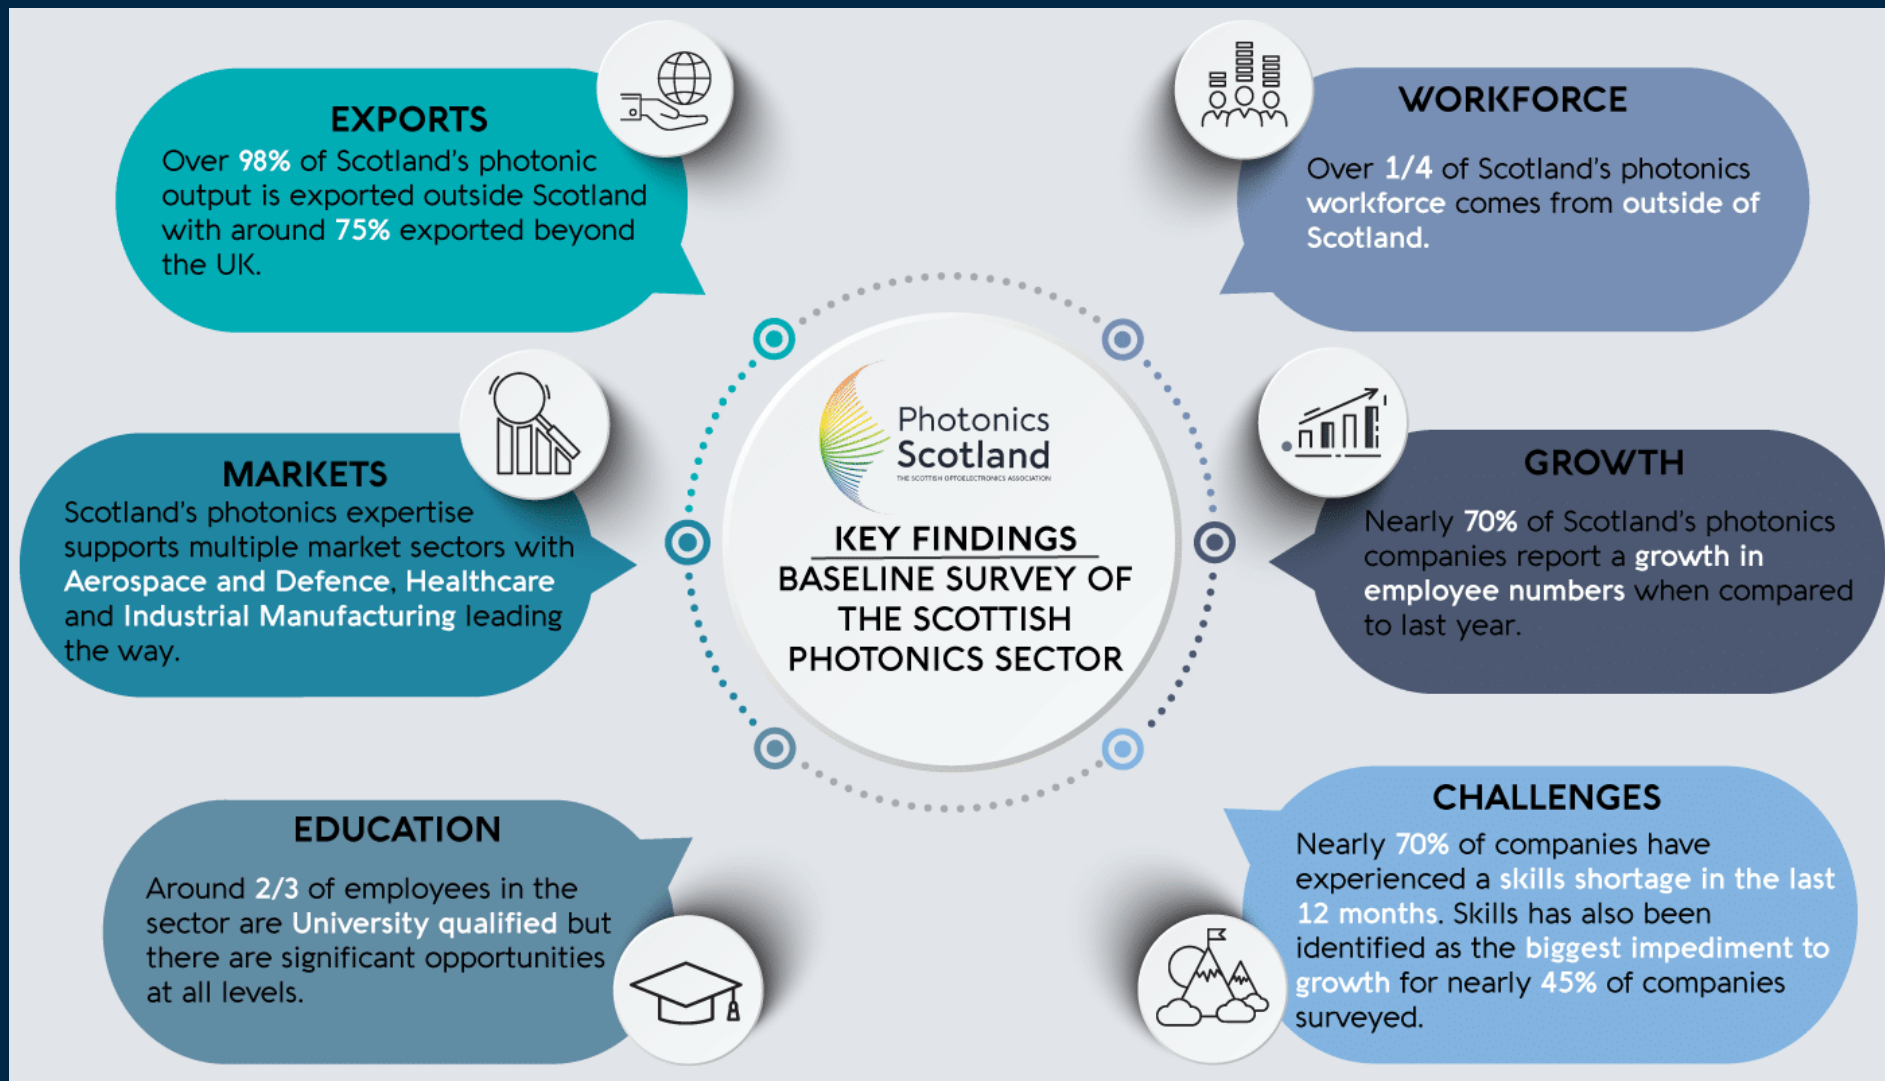 EXPORTS
Over 98% of Scotland's photonic
output is exported outside Scotland
with around 75% exported beyond
the UK.
WORKFORCE
Over 1/4 of Scotland's photonics
workforce comes from outside of
Scotland.
MARKETS
Scotland's photonics expertise
supports multiple market sectors with
Aerospace and Defence, Healthcare
and Industrial Manufacturing leading
the way.
Photonics
Scotland
THE SCOTTISH OPTOELECTRONICS ASSOCIATION
KEY FINDINGS
BASELINE SURVEY OF
THE SCOTTISH
PHOTONICS SECTOR
GROWTH
Nearly 70% of Scotland's photonics
companies report a growth in
employee numbers when compared
to last year.
EDUCATION
Around 2/3 of employees in the
sector are University qualified but
there are significant opportunities
at all levels.
CHALLENGES
Nearly 70% of companies have
experienced a skills shortage in the last
12 months. Skills has also been
identified as the biggest impediment to
growth for nearly 45% of companies
surveyed.